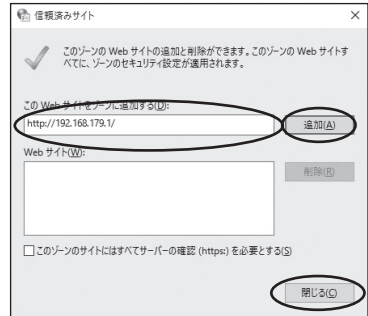 信頼済みサイト
このゾーンの Web サイトの追加と削除ができます。このゾーンの Web サイトす
べてに、ゾーンのセキュリティ設定が適用されます。
この Web サイトをゾーンに追加する(D):
http://192.168.179.1/
追加(A)
Web サイト(W):
削除(R)
このゾーンのサイトにはすべてサーバーの確認 (https:) を必要とする(S)
閉じる(C)